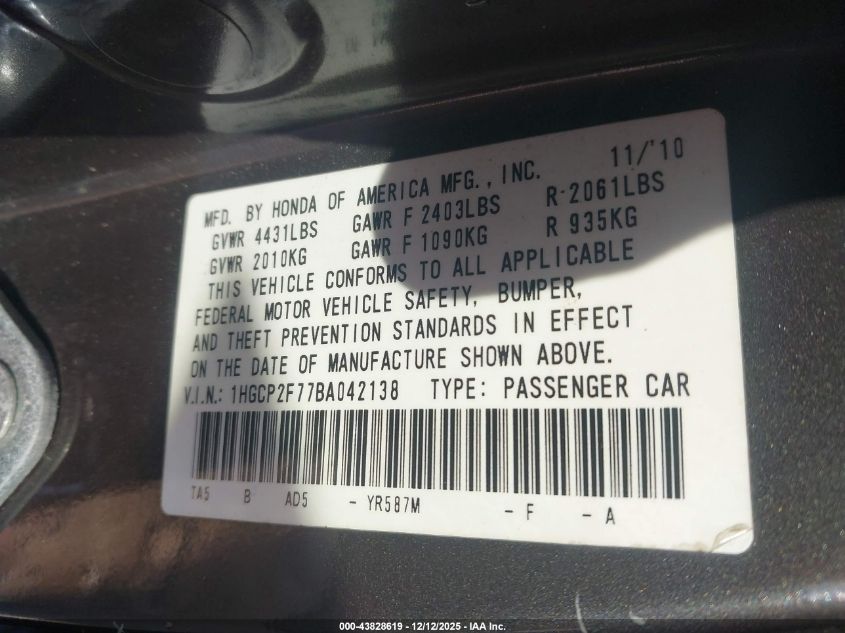 MFD. BY HONDA OF AMERICA MFG., INC. 11/'10
GVWR 4431LBS GAWR F 2403LBS R 2061LBS
GVWR 2010KG GAWR F 1090KG R 935KG
THIS VEHICLE CONFORMS TO ALL APPLICABLE
FEDERAL MOTOR VEHICLE SAFETY, BUMPER,
AND THEFT PREVENTION STANDARDS IN EFFECT
ON THE DATE OF MANUFACTURE SHOWN ABOVE.
V.I.N.: 1HGCP2F77BA042138 TYPE: PASSENGER CAR
TA5 B AD5 - YR587M - F - A
000-43828619 - 12/12/2025 - IAA Inc.